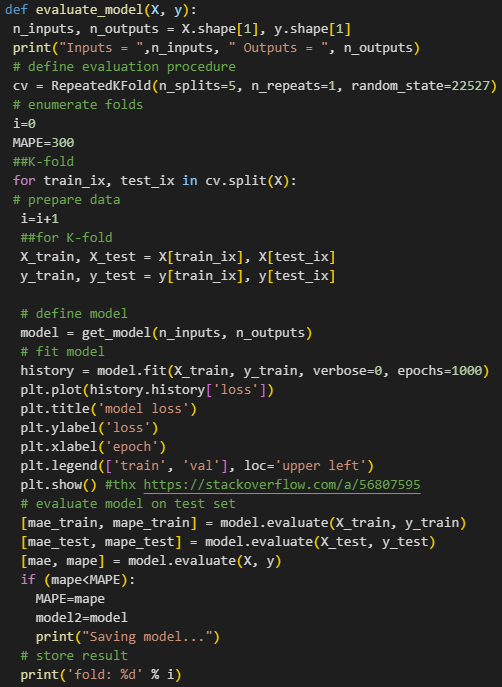 def evaluate_model(X, y):
 n_inputs, n_outputs = X.shape[1], y.shape[1]
 print("Inputs = ",n_inputs, " Outputs = ", n_outputs)
 # define evaluation procedure
 cv = RepeatedKFold(n_splits=5, n_repeats=1, random_state=22527)
 # enumerate folds
 i=0
 MAPE=300
 ##K-fold
 for train_ix, test_ix in cv.split(X):
 # prepare data
  i=i+1
  ##for K-fold
  X_train, X_test = X[train_ix], X[test_ix]
  y_train, y_test = y[train_ix], y[test_ix]

  # define model
  model = get_model(n_inputs, n_outputs)
  # fit model
  history = model.fit(X_train, y_train, verbose=0, epochs=1000)
  plt.plot(history.history['loss'])
  plt.title('model loss')
  plt.ylabel('loss')
  plt.xlabel('epoch')
  plt.legend(['train', 'val'], loc='upper left')
  plt.show() #thx https://stackoverflow.com/a/56807595
  # evaluate model on test set
  [mae_train, mape_train] = model.evaluate(X_train, y_train)
  [mae_test, mape_test] = model.evaluate(X_test, y_test)
  [mae, mape] = model.evaluate(X, y)
  if (mape<MAPE):
    MAPE=mape
    model2=model
    print("Saving model...")
  # store result
  print('fold: %d' % i)